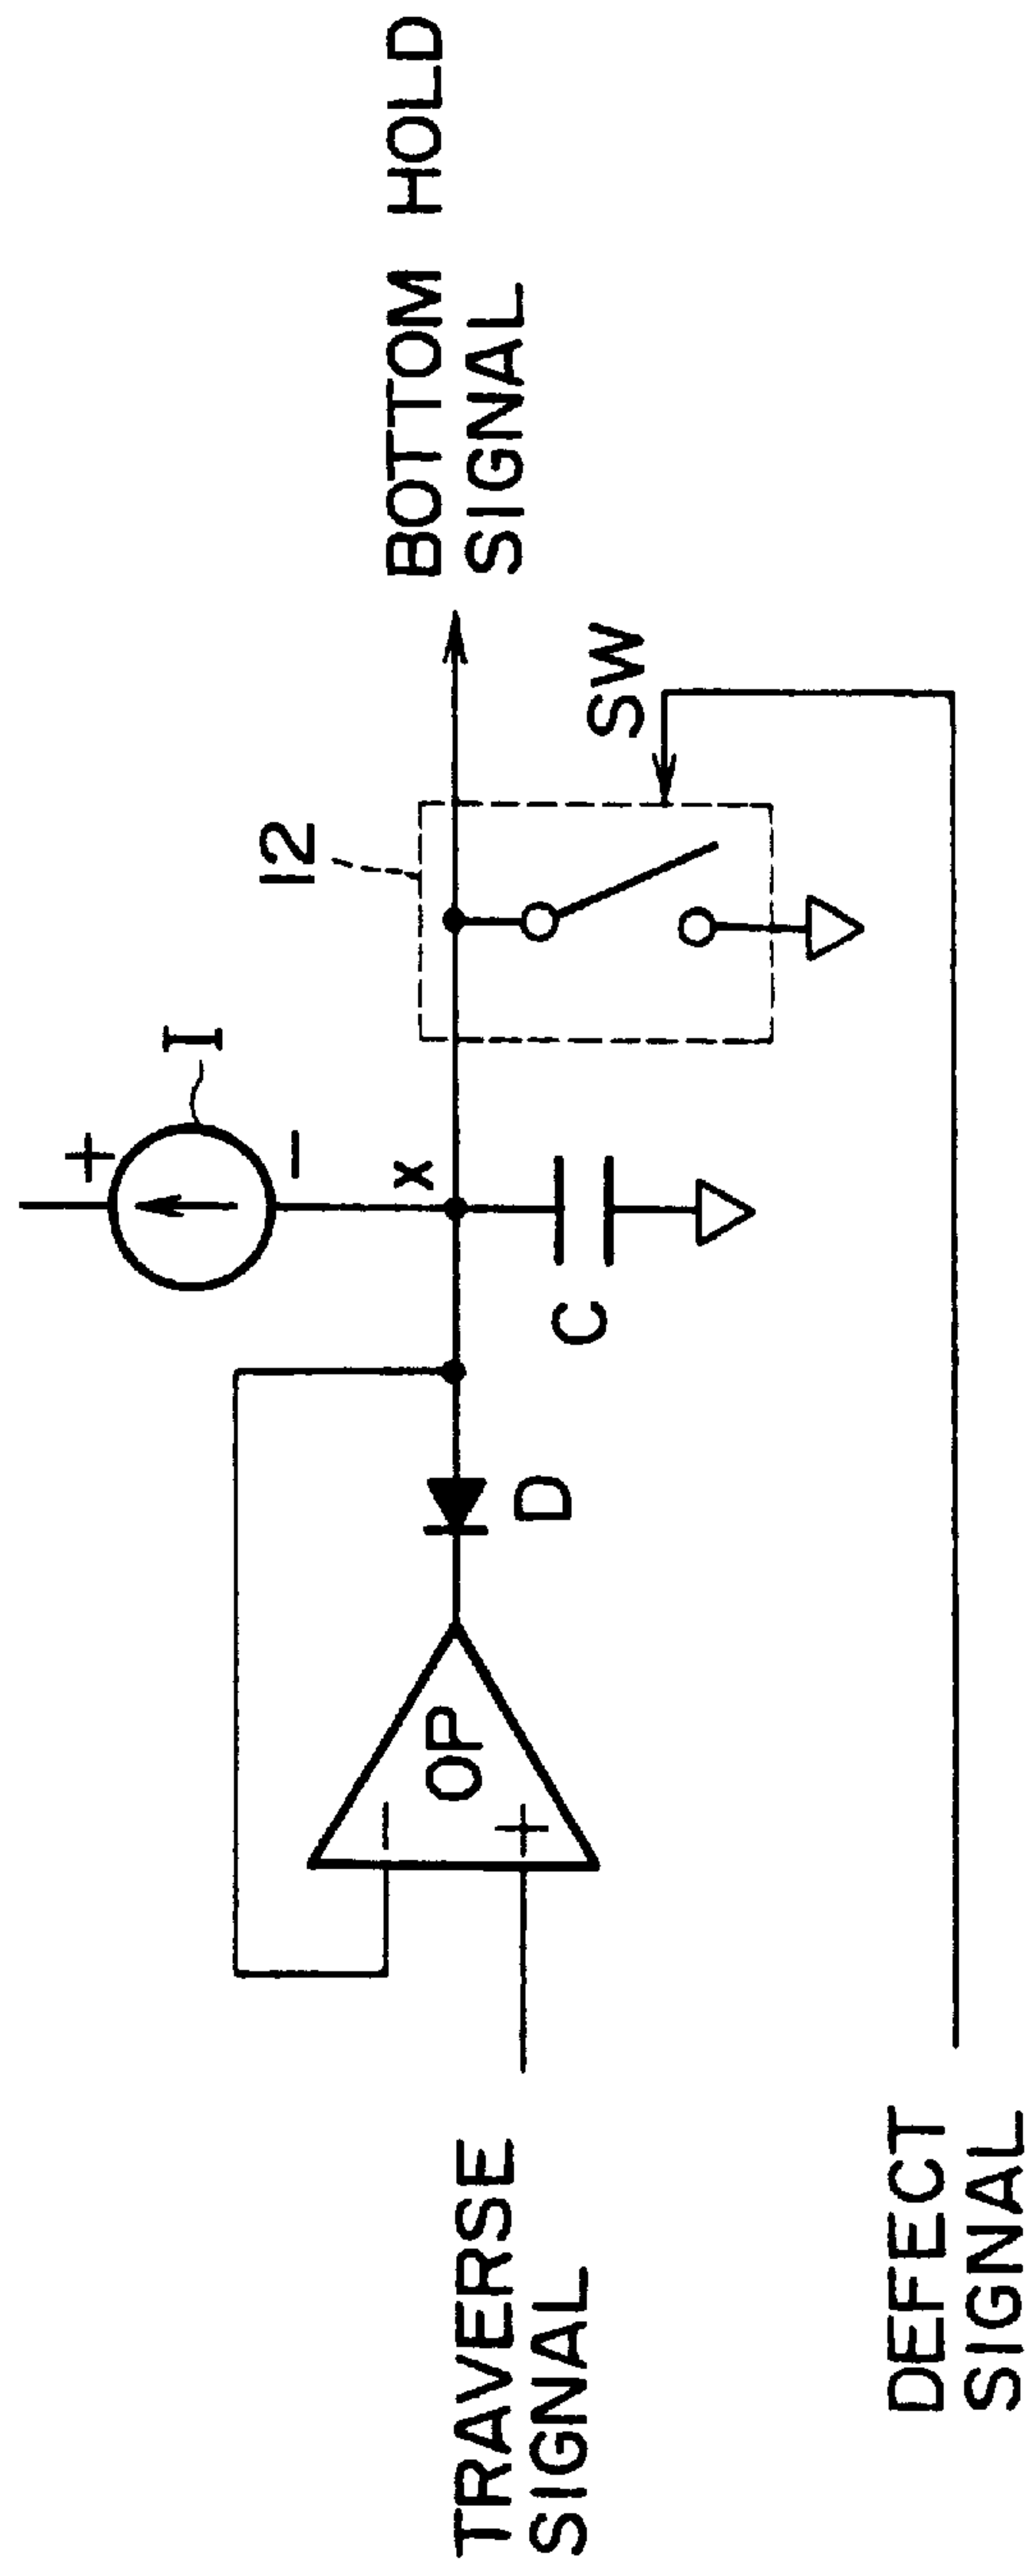 TRAVERSE
SIGNAL
DEFECT
SIGNAL
−
+
OP
D
C
x
+
−
I
12
SW
BOTTOM HOLD
SIGNAL